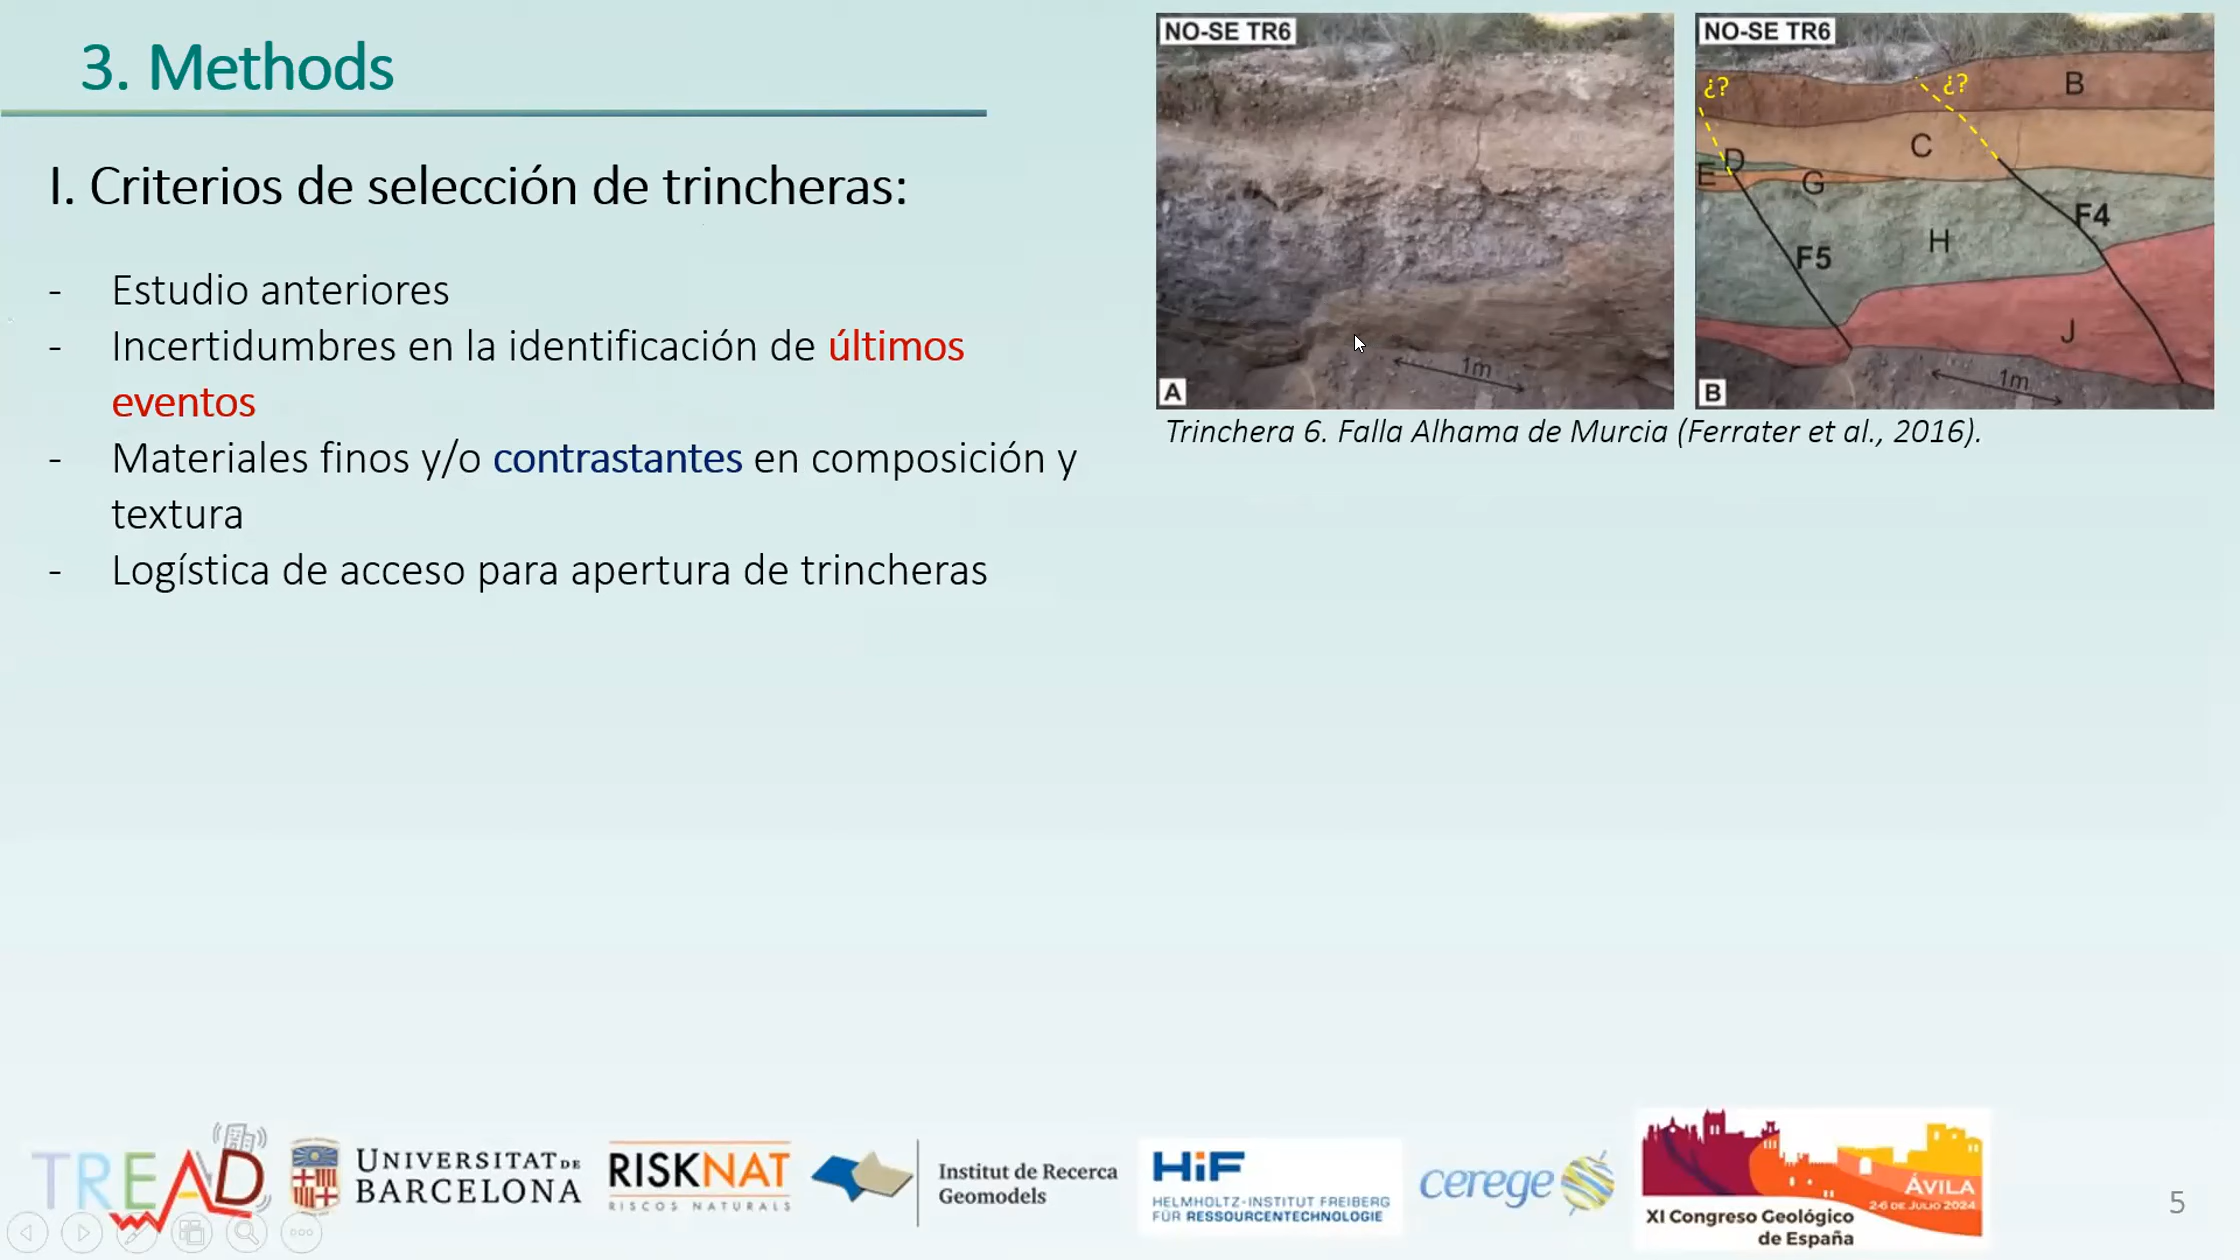 3. Methods
I. Criterios de selección de trincheras:
- Estudio anteriores
- Incertidumbres en la identificación de últimos
eventos
- Materiales finos y/o contrastantes en composición y
textura
- Logística de acceso para apertura de trincheras
NO-SE TR6
1m
A
NO-SE TR6
¿?
¿?
B
C
D
E
G
F4
H
F5
J
1m
B
Trinchera 6. Falla Alhama de Murcia (Ferrater et al., 2016).
TREAD
UNIVERSITAT DE
BARCELONA
RISKNAT
RISCOS NATURALS
Institut de Recerca
Geomodels
HiF
HELMHOLTZ-INSTITUT FREIBERG
FÜR RESSOURCENTECHNOLOGIE
cerege
ÁVILA
2-6 DE JULIO 2024
XI Congreso Geológico
de España
5